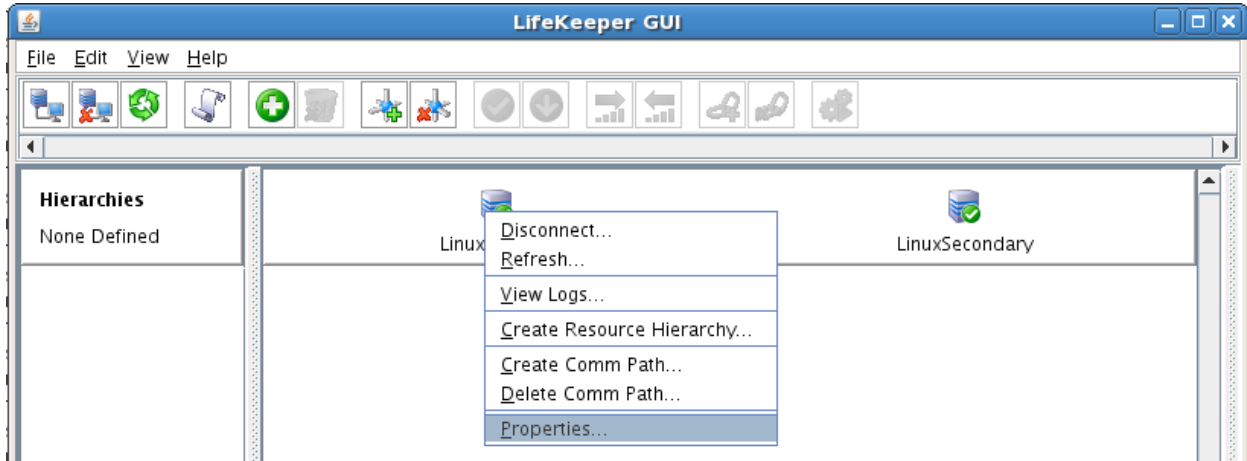 LifeKeeper GUI
File Edit View Help
Hierarchies
None Defined
Linux
LinuxSecondary
Disconnect...
Refresh...
View Logs...
Create Resource Hierarchy...
Create Comm Path...
Delete Comm Path...
Properties...